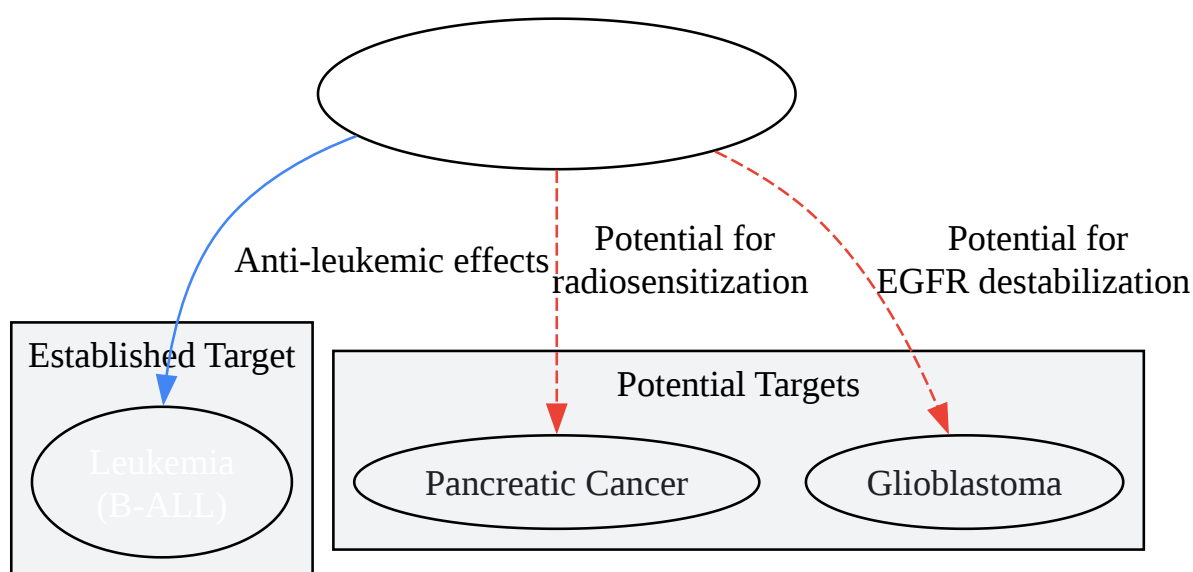 Anti-leukemic effects
Potential for
radiosensitization
Potential for
EGFR destabilization
Established Target
Potential Targets
Leukemia
(B-ALL)
Pancreatic Cancer
Glioblastoma